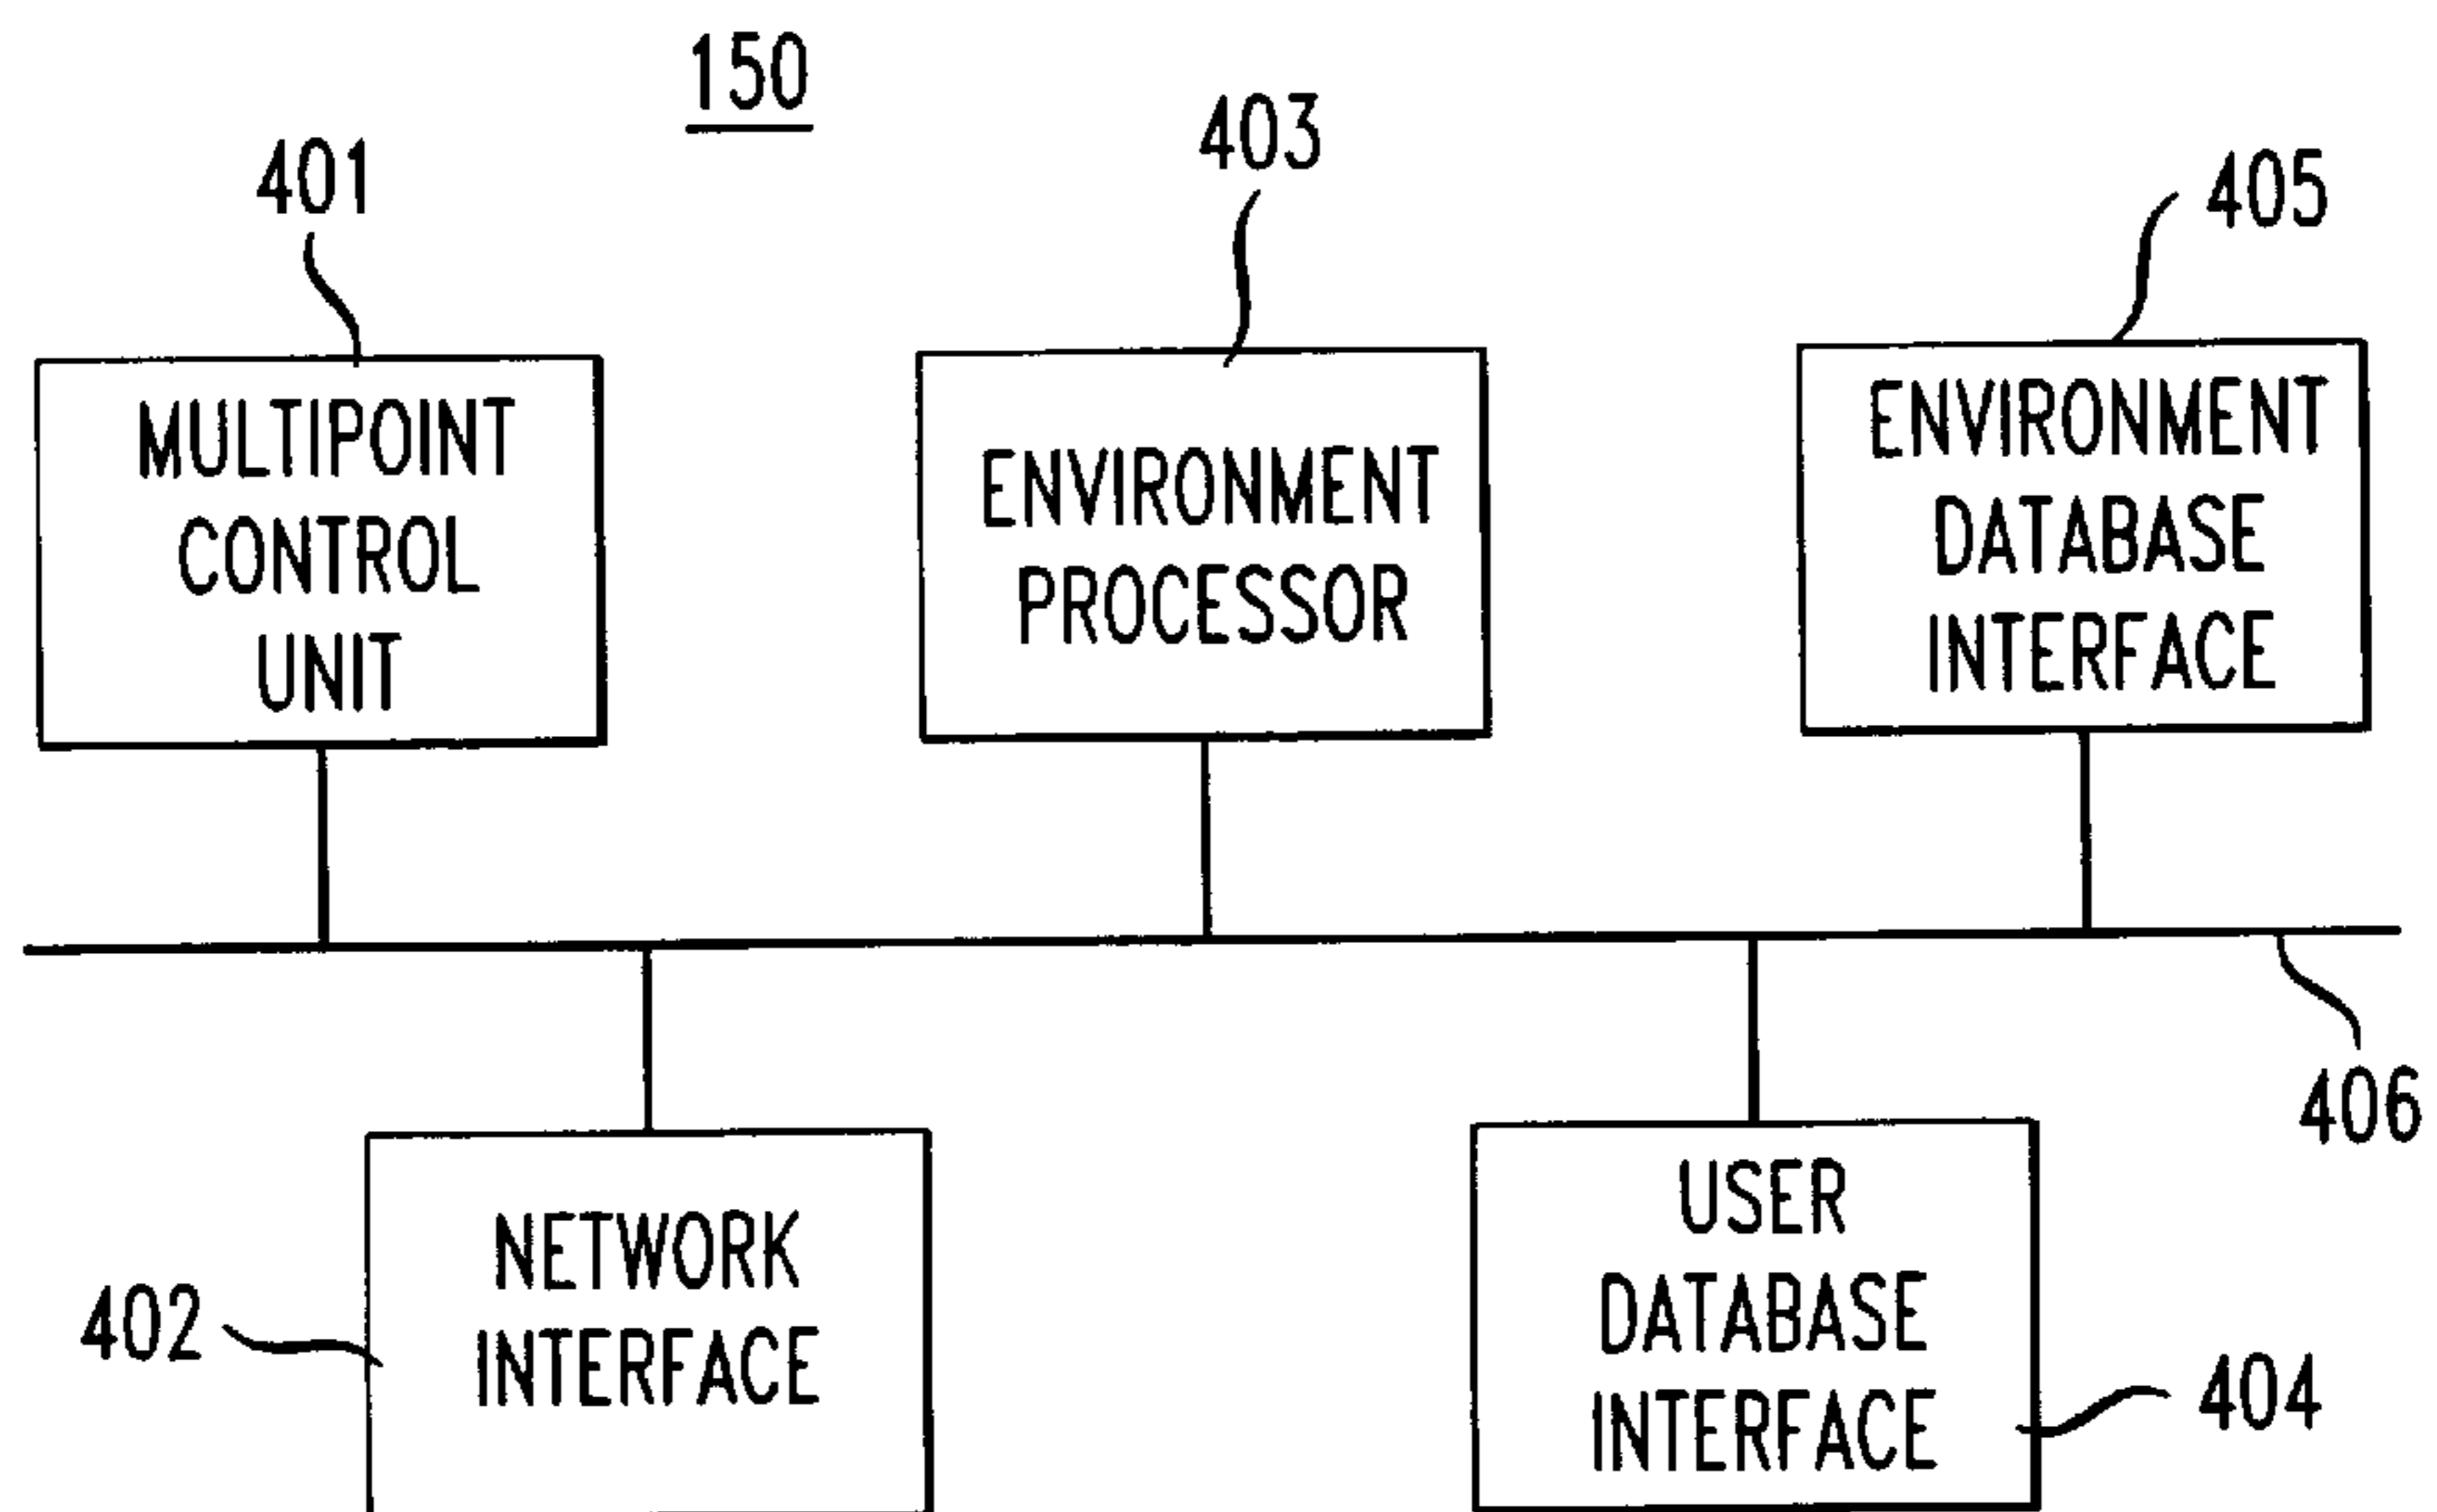 150
401
403
405
MULTIPOINT
CONTROL
UNIT
ENVIRONMENT
PROCESSOR
ENVIRONMENT
DATABASE
INTERFACE
406
402
NETWORK
INTERFACE
USER
DATABASE
INTERFACE
404